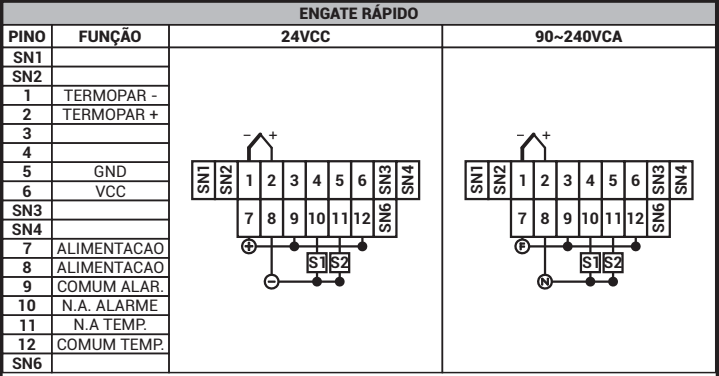 ENGATE RÁPIDO
PINO FUNÇÃO 24VCC 90~240VCA
SN1
SN2
1 TERMOPAR -
2 TERMOPAR +
3
4
5 GND
6 VCC
SN3
SN4
7 ALIMENTACAO
8 ALIMENTACAO
9 COMUM ALAR.
10 N.A. ALARME
11 N.A TEMP.
12 COMUM TEMP.
SN6
- +
SN1 SN2 1 2 3 4 5 6 SN3 SN4
7 8 9 10 11 12 SN6
+
S1 S2
-
- +
SN1 SN2 1 2 3 4 5 6 SN3 SN4
7 8 9 10 11 12 SN6
F
S1 S2
N